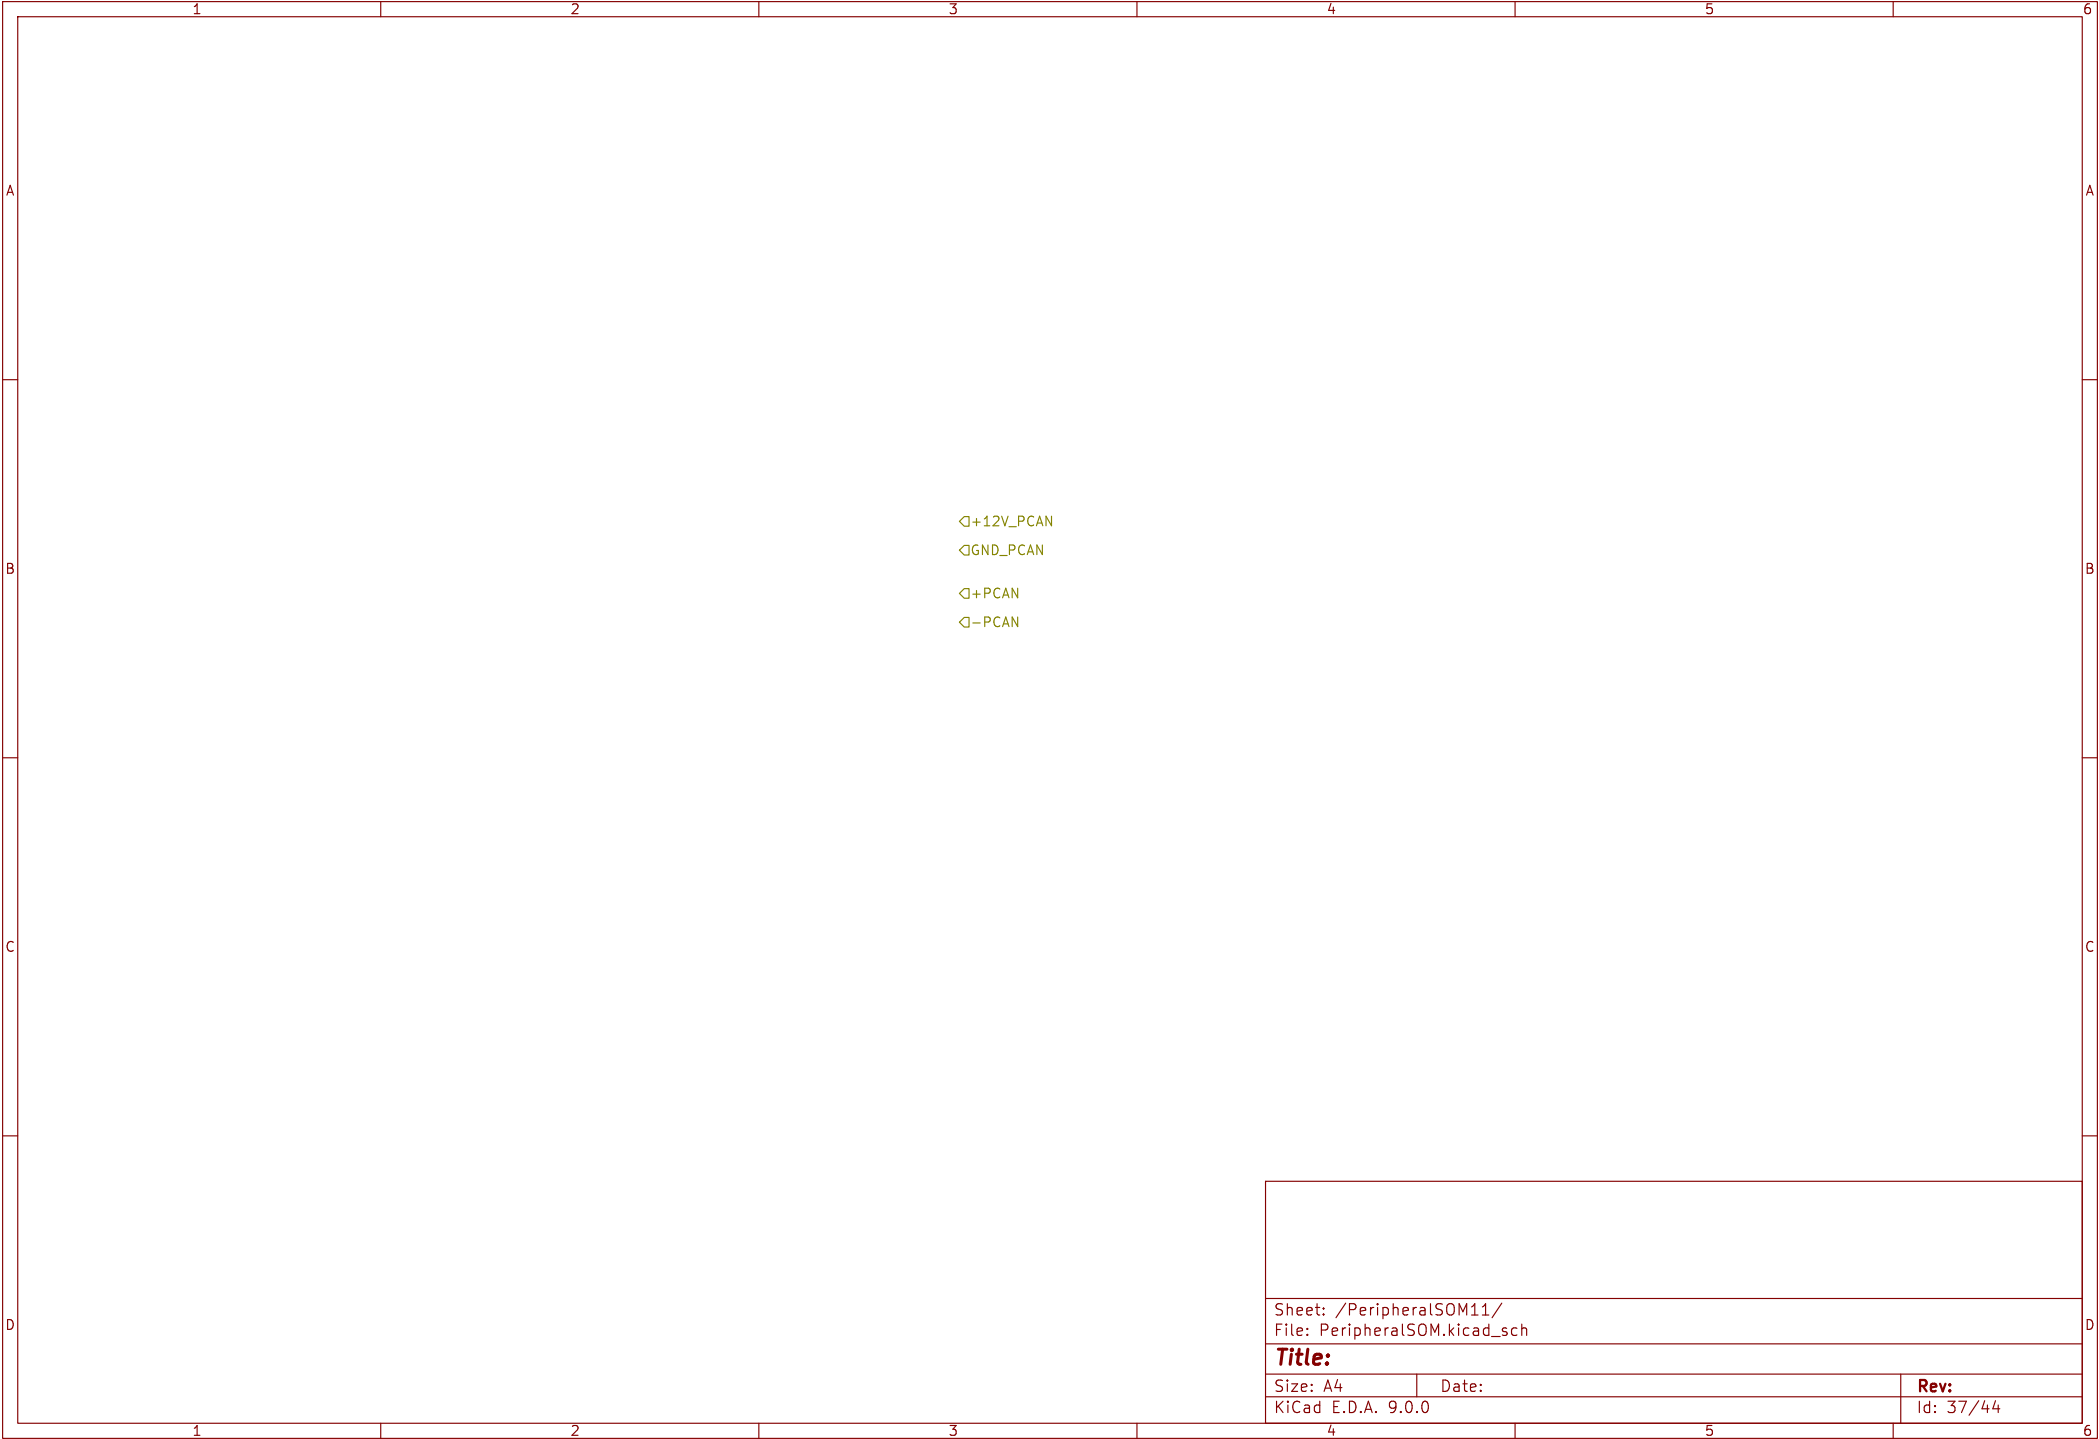 1 2 3 4 5 6
A A
+12V_PCAN
GND_PCAN
B B
+PCAN
-PCAN
C C
Sheet: /PeripheralSOM11/
D D
File: PeripheralSOM.kicad_sch
Title:
Size: A4 Date: Rev:
KiCad E.D.A. 9.0.0 Id: 37/44
1 2 3 4 5 6